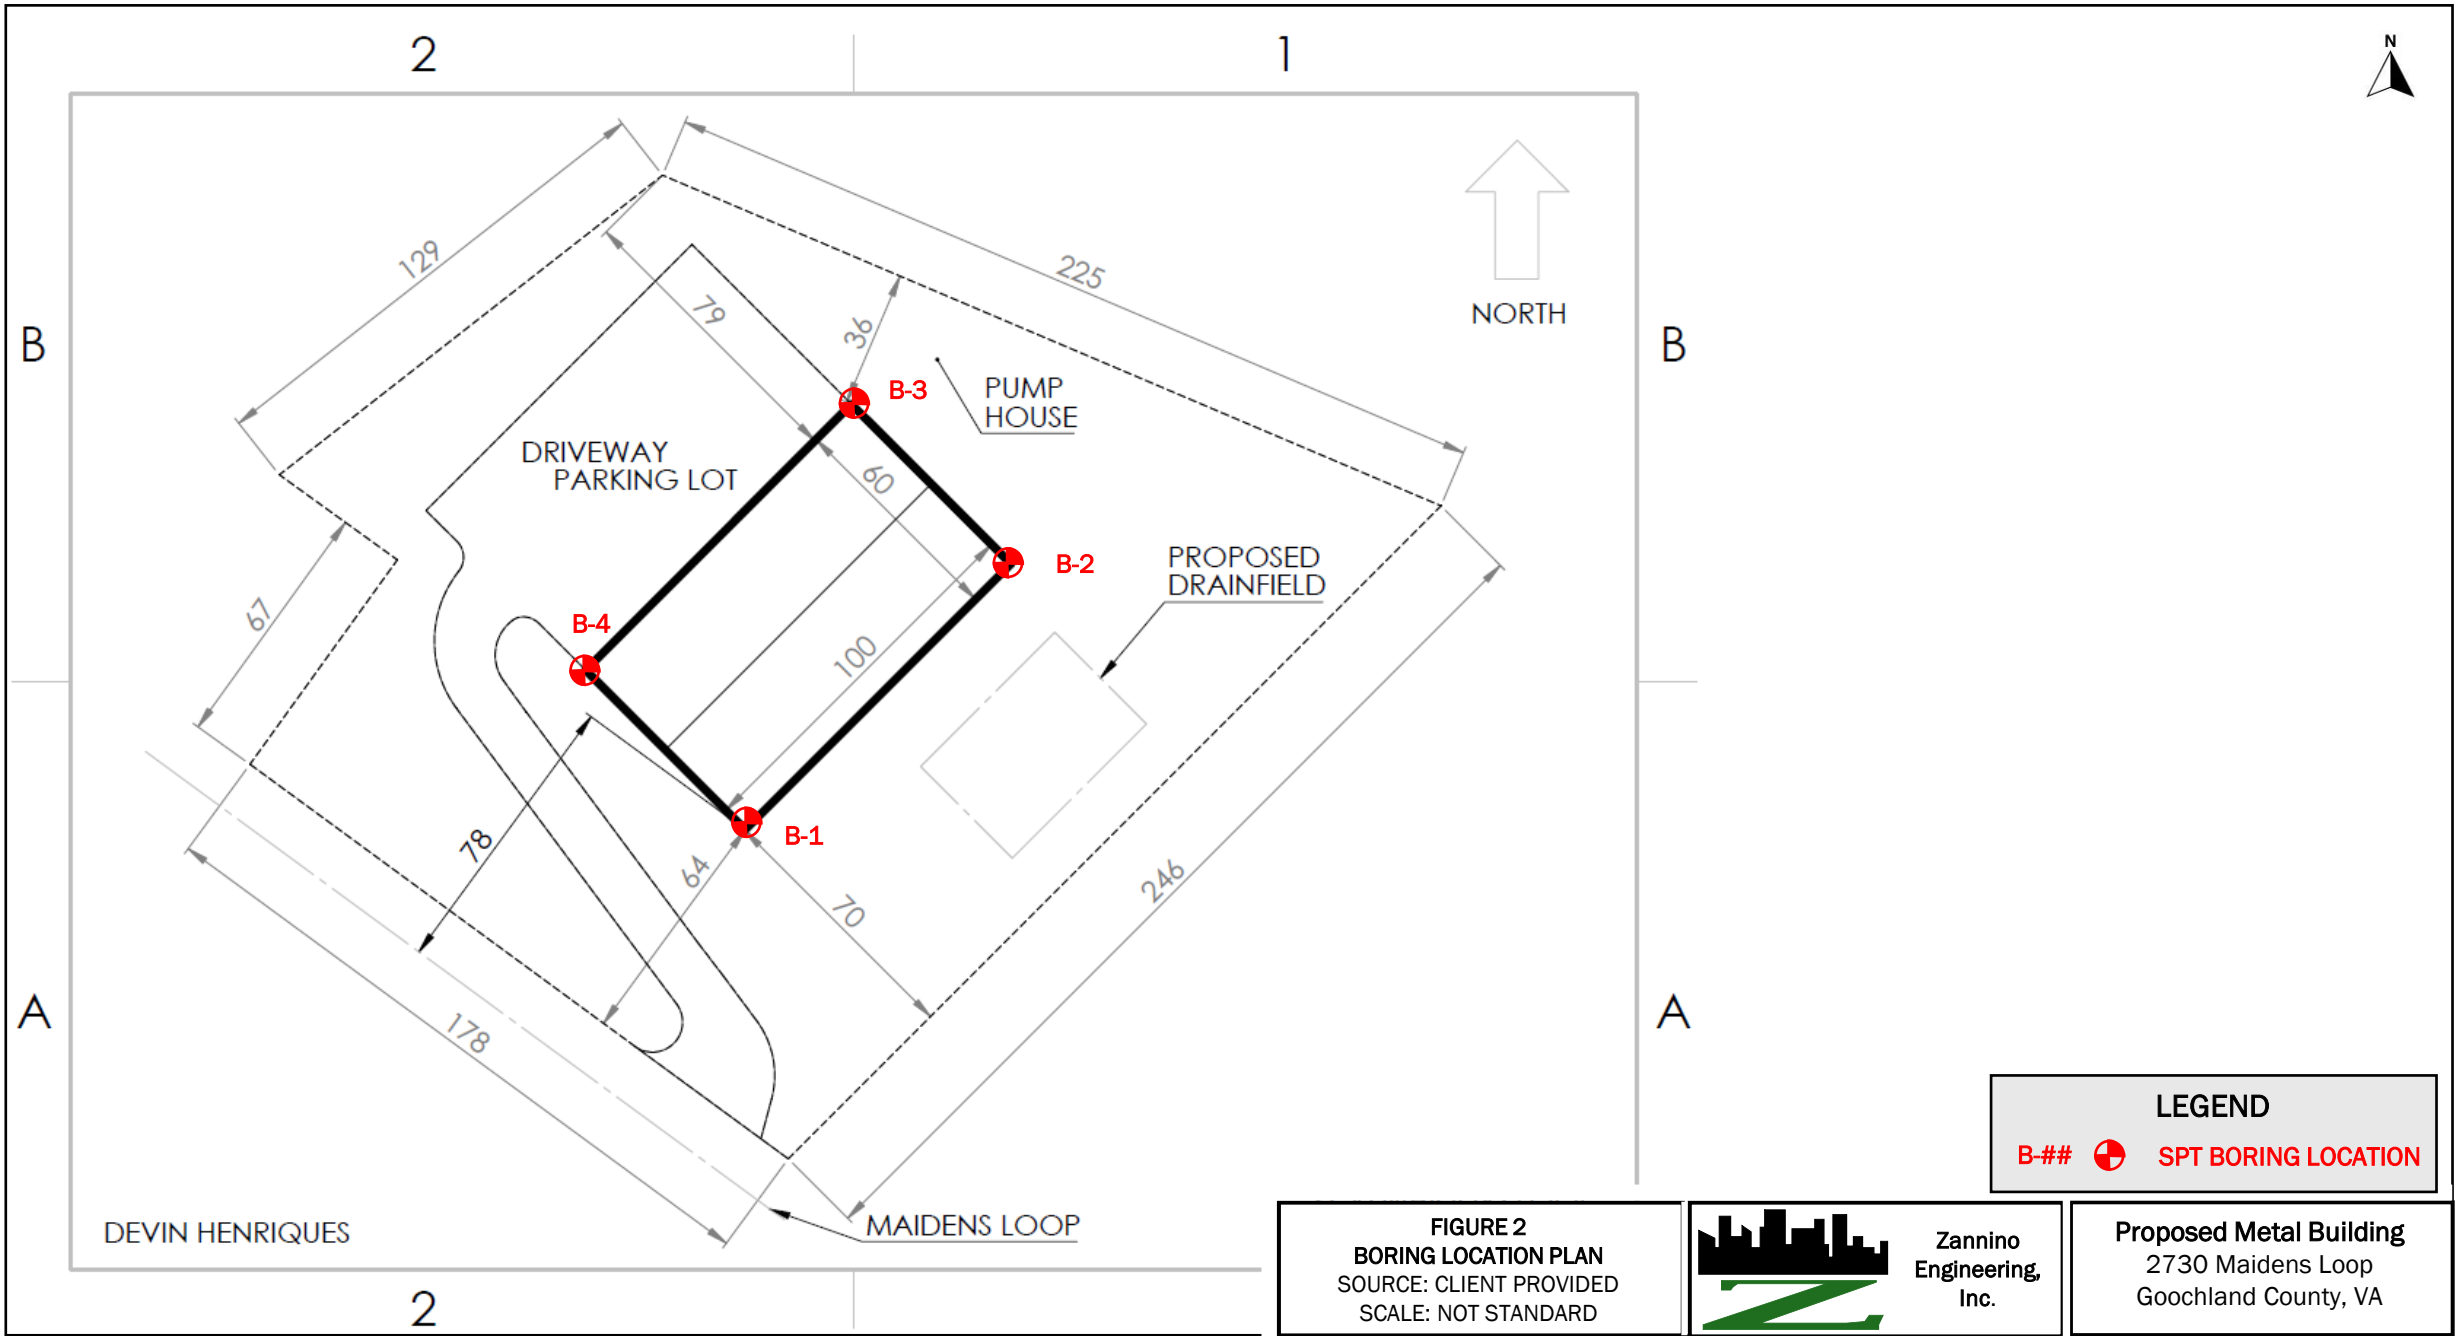 2
1
N
129
225
79
36
NORTH
B
B
B-3
PUMP
HOUSE
DRIVEWAY
PARKING LOT
60
B-2
PROPOSED
DRAINFIELD
67
B-4
100
B-1
78
64
70
246
A
A
178
LEGEND
B-## SPT BORING LOCATION
DEVIN HENRIQUES
MAIDENS LOOP
2
FIGURE 2
BORING LOCATION PLAN
SOURCE: CLIENT PROVIDED
SCALE: NOT STANDARD
Z
Zannino
Engineering,
Inc.
Proposed Metal Building
2730 Maidens Loop
Goochland County, VA